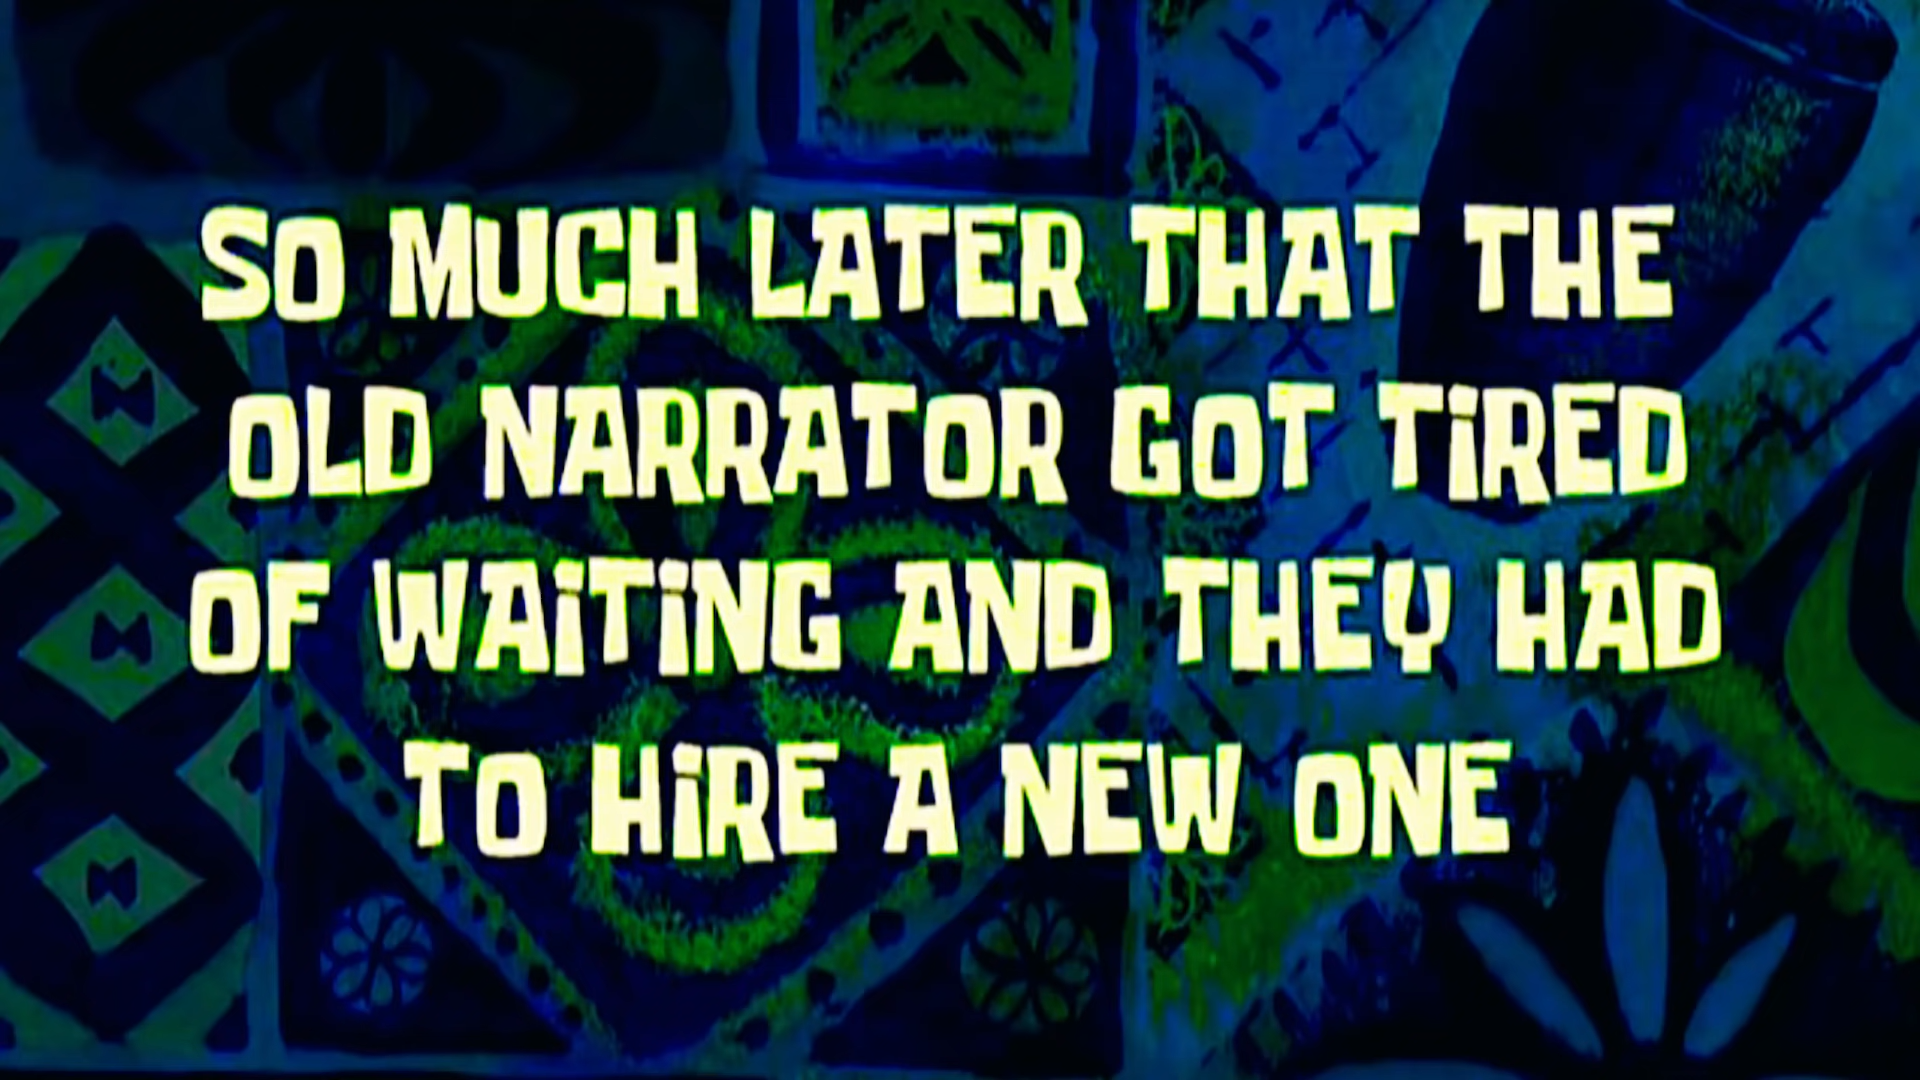 SO MUCH LATER THAT THE
OLD NARRATOR GOT TiRED
OF WAiTiNG AND THEY HAD
TO HiRE A NEW ONE